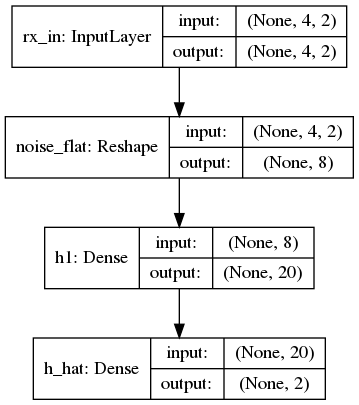 rx_in: InputLayer
input: (None, 4, 2)
output: (None, 4, 2)
noise_flat: Reshape
input: (None, 4, 2)
output: (None, 8)
h1: Dense
input: (None, 8)
output: (None, 20)
h_hat: Dense
input: (None, 20)
output: (None, 2)